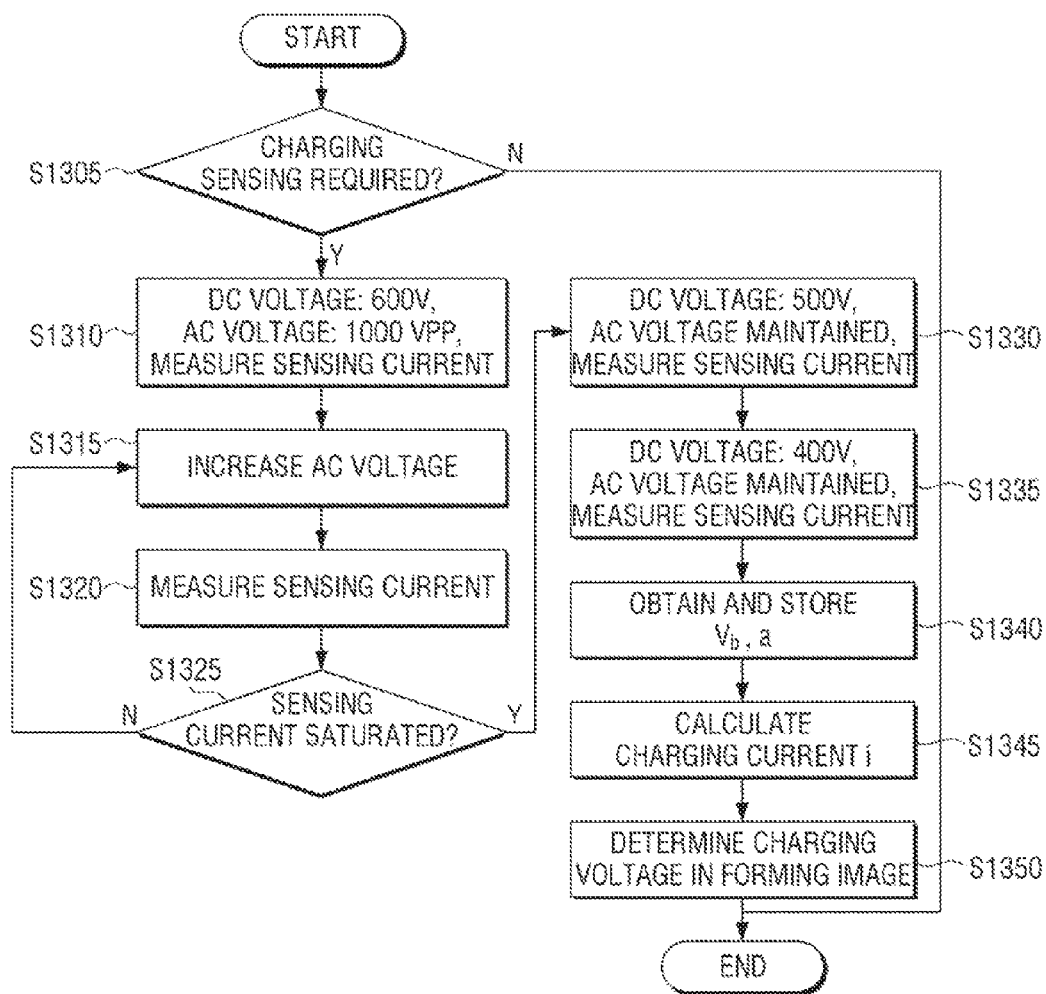 START
S1305
CHARGING
SENSING REQUIRED?
N
Y
S1310
DC VOLTAGE: 600V,
AC VOLTAGE: 1000 VPP,
MEASURE SENSING CURRENT
S1315
INCREASE AC VOLTAGE
S1320
MEASURE SENSING CURRENT
S1325
SENSING
CURRENT SATURATED?
N
Y
DC VOLTAGE: 500V,
AC VOLTAGE MAINTAINED,
MEASURE SENSING CURRENT
S1330
DC VOLTAGE: 400V,
AC VOLTAGE MAINTAINED,
MEASURE SENSING CURRENT
S1335
OBTAIN AND STORE
Vb, a
S1340
CALCULATE
CHARGING CURRENT i
S1345
DETERMINE CHARGING
VOLTAGE IN FORMING IMAGE
S1350
END